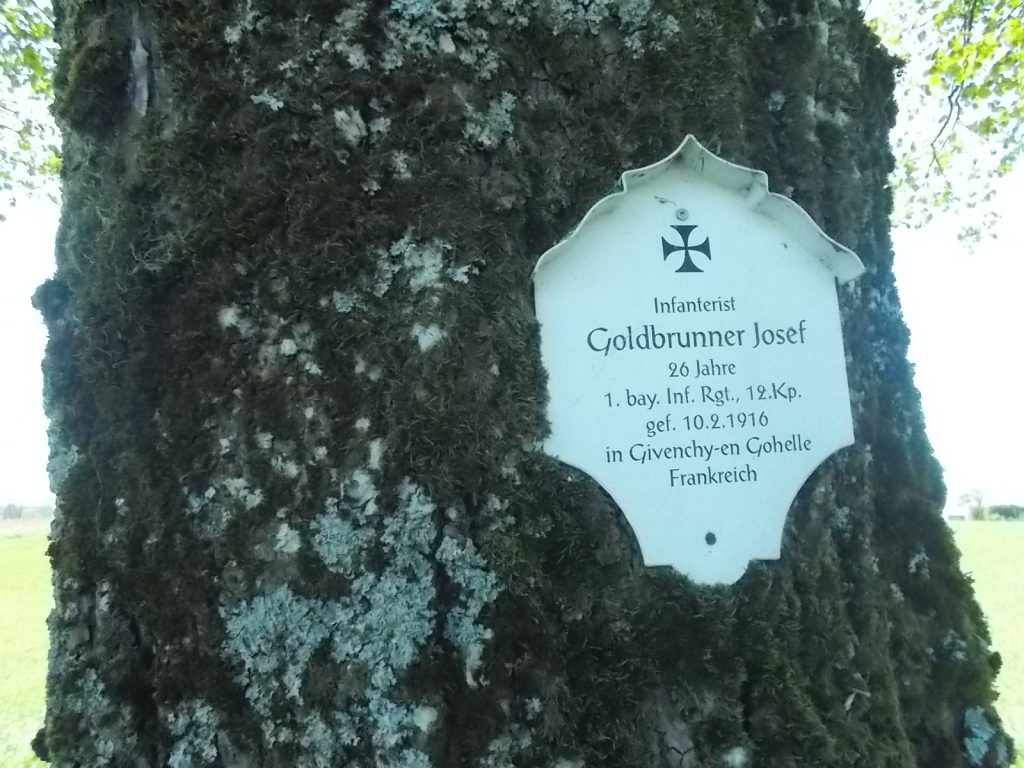 Infanterist
Goldbrunner Josef
26 Jahre
1. bay. Inf. Rgt., 12.Kp.
gef. 10.2.1916
in Givenchy-en Gohelle
Frankreich